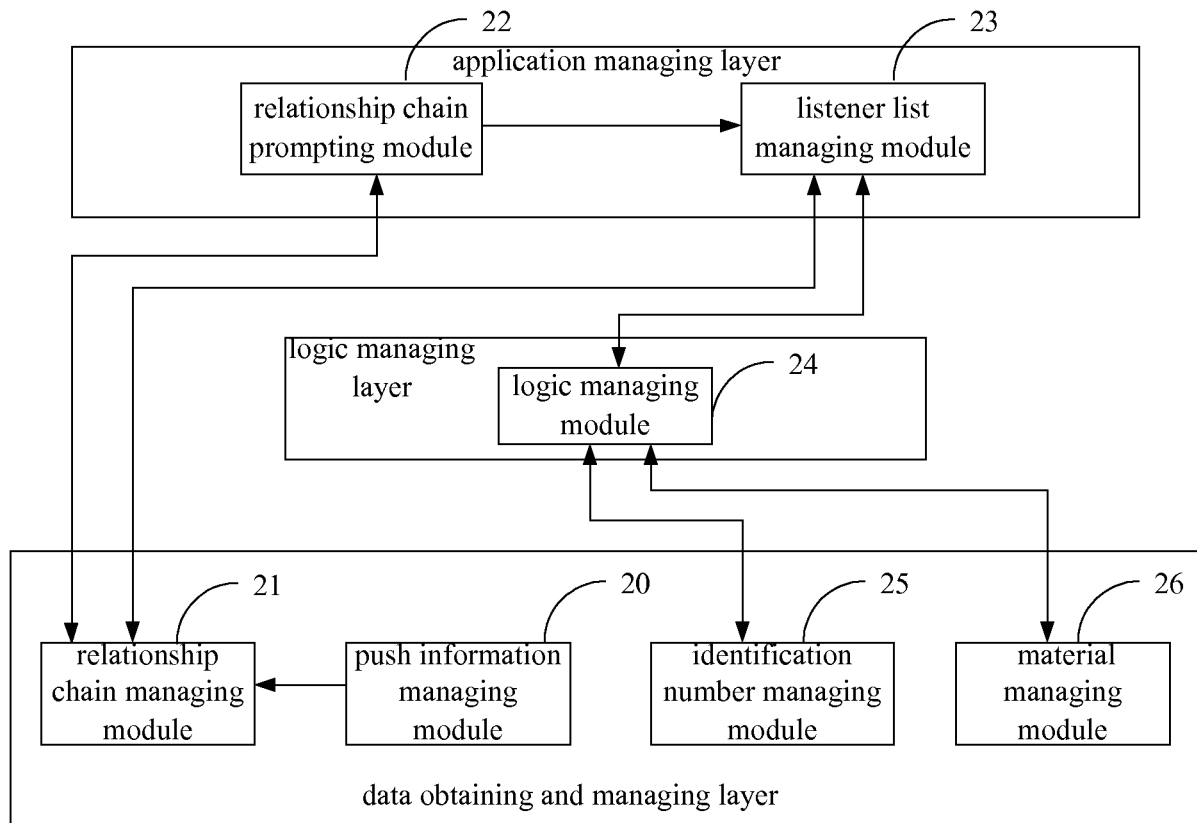 22
23
application managing layer
relationship chain
prompting module
listener list
managing module
logic managing
layer
logic managing
module
24
21
20
25
26
relationship
chain managing
module
push information
managing
module
identification
number managing
module
material
managing
module
data obtaining and managing layer